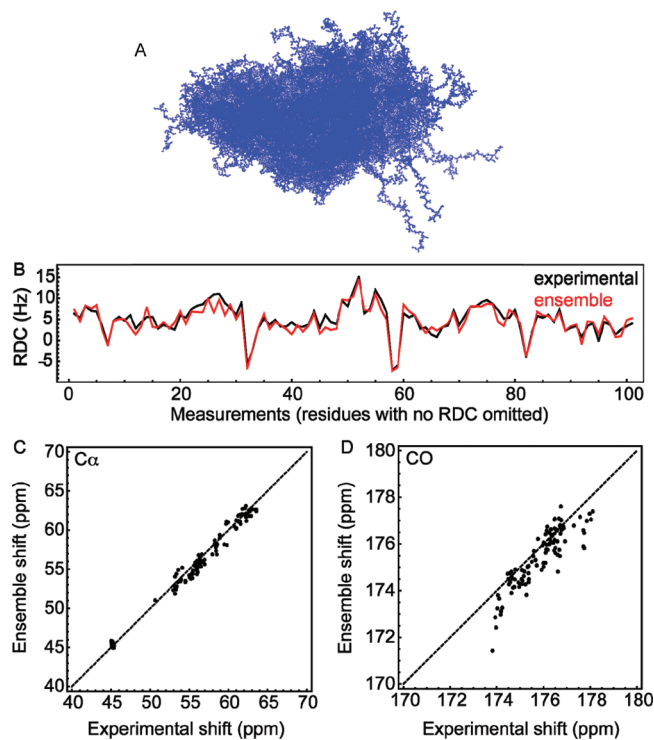 A
B
experimental
ensemble
RDC (Hz)
15
10
5
0
-5
0 20 40 60 80 100
Measurements (residues with no RDC omitted)
C
Cα
Ensemble shift (ppm)
70
65
60
55
50
45
40
40 45 50 55 60 65 70
Experimental shift (ppm)
D
CO
Ensemble shift (ppm)
180
178
176
174
172
170
170 172 174 176 178 180
Experimental shift (ppm)